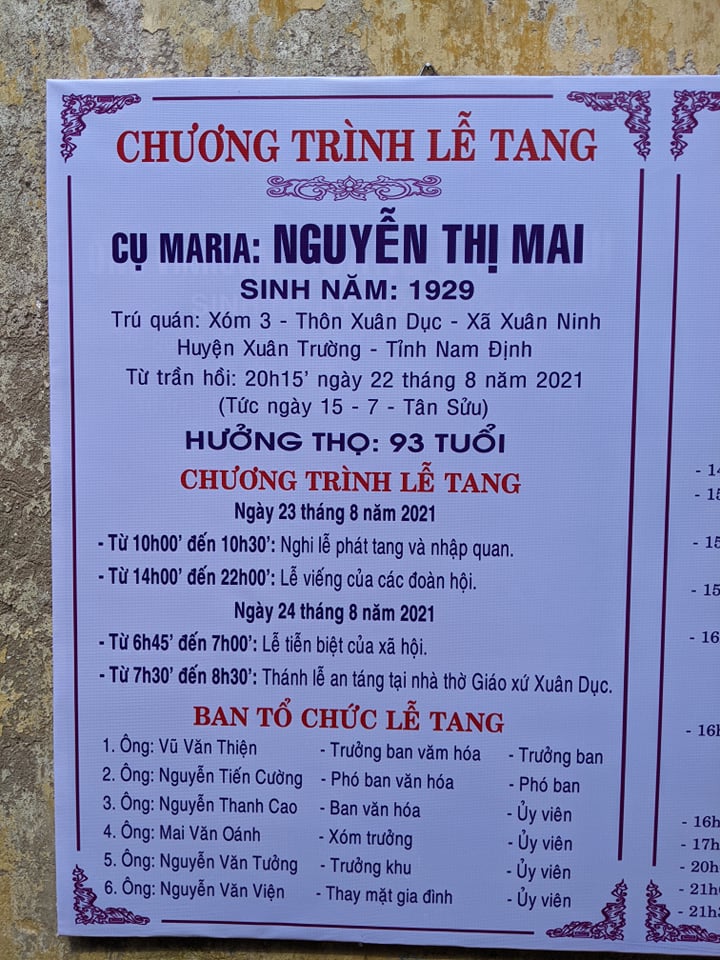 CHƯƠNG TRÌNH LỄ TANG
CỤ MARIA: NGUYỄN THỊ MAI
SINH NĂM: 1929
Trú quán: Xóm 3 - Thôn Xuân Dục - Xã Xuân Ninh
Huyện Xuân Trường - Tỉnh Nam Định
Từ trần hồi: 20h15' ngày 22 tháng 8 năm 2021
(Tức ngày 15 - 7 - Tân Sửu)
HƯỞNG THỌ: 93 TUỔI
CHƯƠNG TRÌNH LỄ TANG
Ngày 23 tháng 8 năm 2021
- Từ 10h00' đến 10h30': Nghi lễ phát tang và nhập quan.
- Từ 14h00' đến 22h00': Lễ viếng của các đoàn hội.
Ngày 24 tháng 8 năm 2021
- Từ 6h45' đến 7h00': Lễ tiễn biệt của xã hội.
- Từ 7h30' đến 8h30': Thánh lễ an táng tại nhà thờ Giáo xứ Xuân Dục.
BAN TỔ CHỨC LỄ TANG
1. Ông: Vũ Văn Thiện - Trưởng ban văm hóa - Trưởng ban
2. Ông: Nguyễn Tiến Cường - Phó ban văn hóa - Phó ban
3. Ông: Nguyễn Thanh Cao - Ban văn hóa - Ủy viên
4. Ông: Mai Văn Oánh - Xóm trưởng - Ủy viên
5. Ông: Nguyễn Văn Tưởng - Trưởng khu - Ủy viên
6. Ông: Nguyễn Văn Viện - Thay mặt gia đình - Ủy viên
- 14
- 15
- 15
- 15
- 16
- 16h
- 16h
- 17h
- 20h
- 21h
- 21h